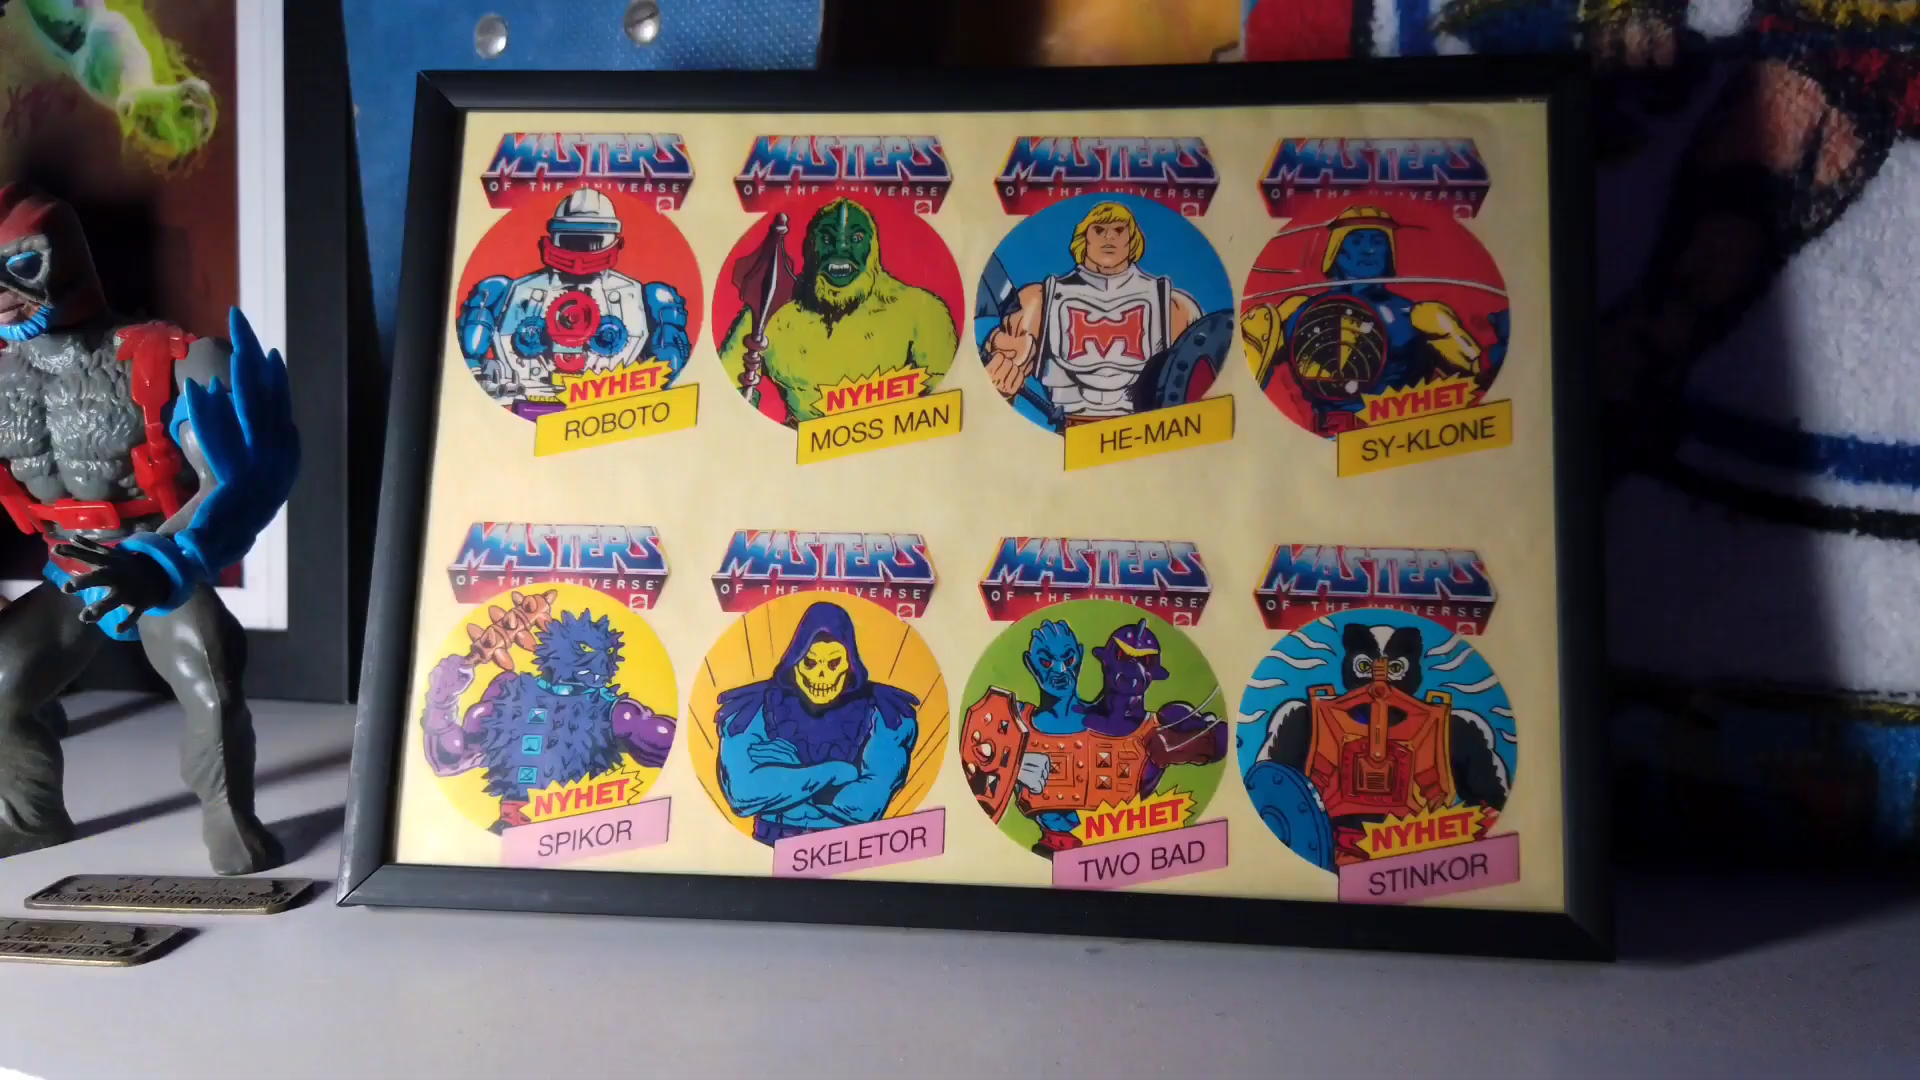 MASTERS
OF THE UNIVERSE
NYHET
ROBOTO
MASTERS
OF THE UNIVERSE
NYHET
MOSS MAN
MASTERS
OF THE UNIVERSE
HE-MAN
MASTERS
OF THE UNIVERSE
NYHET
SY-KLONE
MASTERS
OF THE UNIVERSE
NYHET
SPIKOR
MASTERS
OF THE UNIVERSE
SKELETOR
MASTERS
OF THE UNIVERSE
NYHET
TWO BAD
MASTERS
OF THE UNIVERSE
NYHET
STINKOR